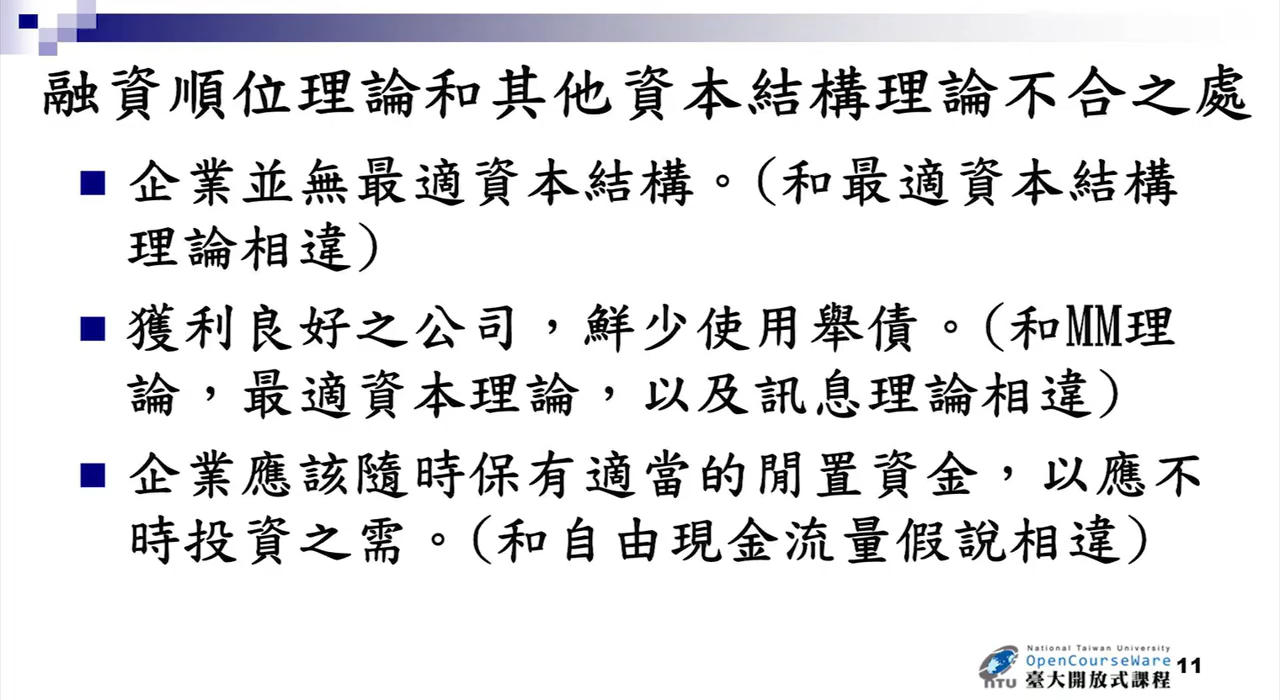 融資順位理論和其他資本結構理論不合之處
企業並無最適資本結構。(和最適資本結構
理論相違)
獲利良好之公司，鮮少使用舉債。(和MM理
論，最適資本理論，以及訊息理論相違)
企業應該隨時保有適當的閒置資金，以應不
時投資之需。(和自由現金流量假說相違)
National Taiwan University
OpenCourseWare
NTU 臺大開放式課程
11